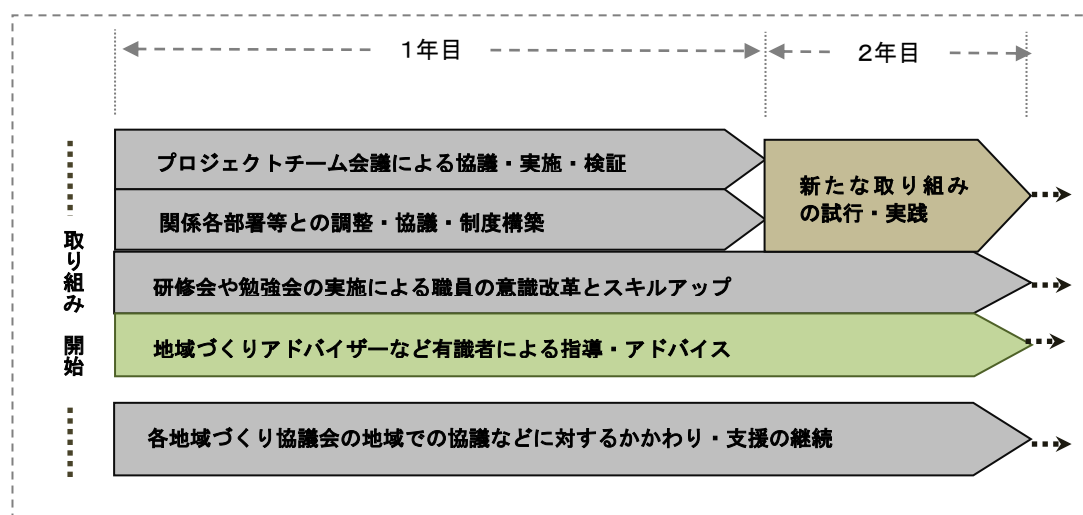 1年目
2年目
プロジェクトチーム会議による協議・実施・検証
関係各部署等との調整・協議・制度構築
新たな取り組み
の試行・実践
取り組み 開始
研修会や勉強会の実施による職員の意識改革とスキルアップ
地域づくりアドバイザーなど有識者による指導・アドバイス
各地域づくり協議会の地域での協議などに対するかかわり・支援の継続